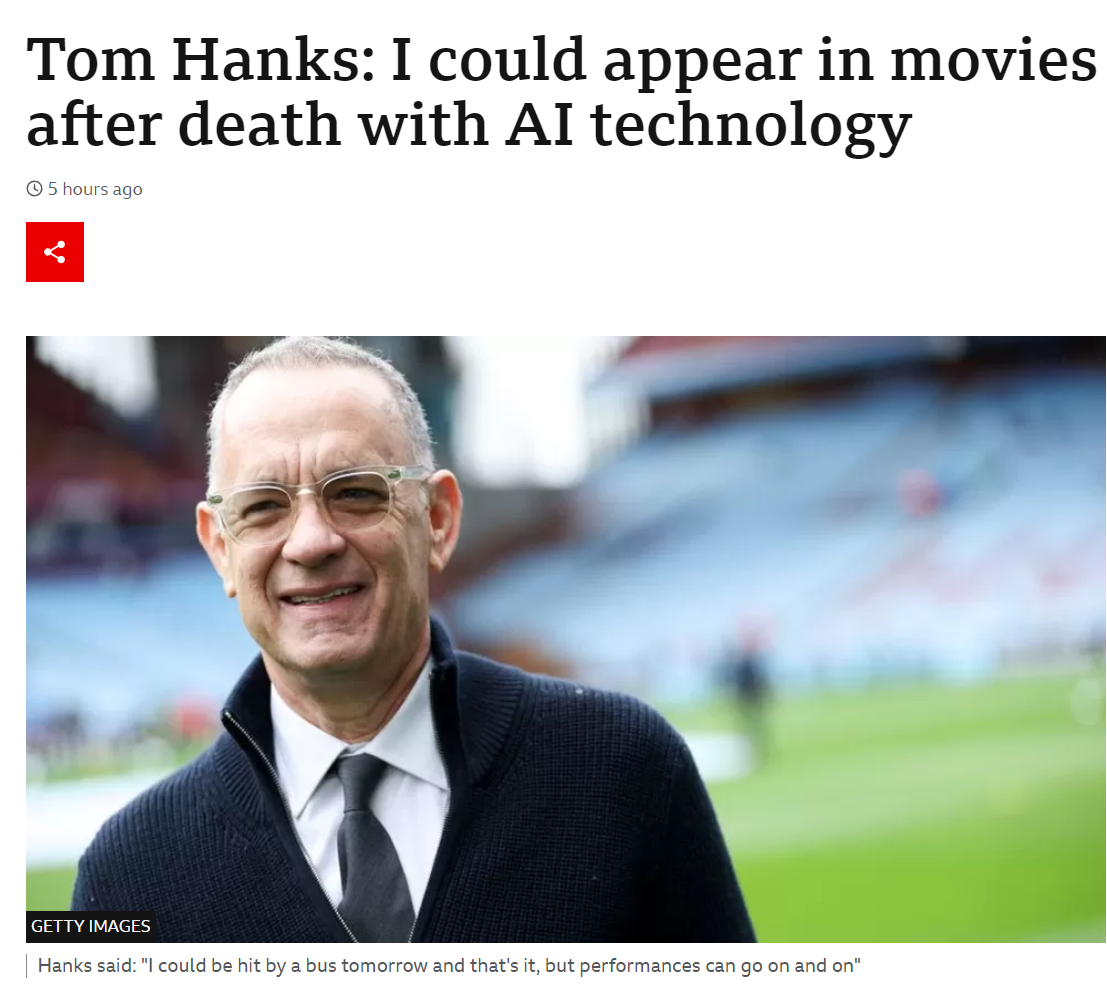 Tom Hanks: I could appear in movies
after death with AI technology
5 hours ago
GETTY IMAGES
Hanks said: "I could be hit by a bus tomorrow and that's it, but performances can go on and on"